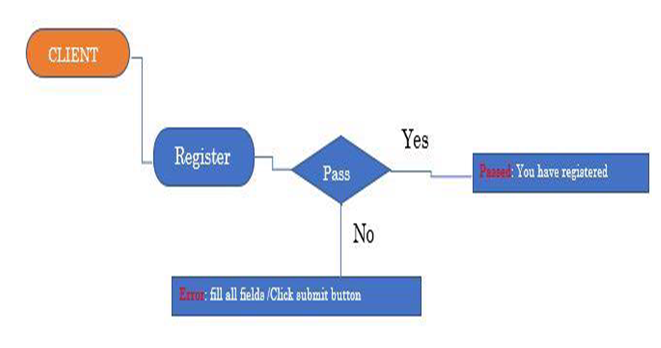 CLIENT
Yes
Register
Pass
Passed: You have registered
No
Error: fill all fields /Click submit button